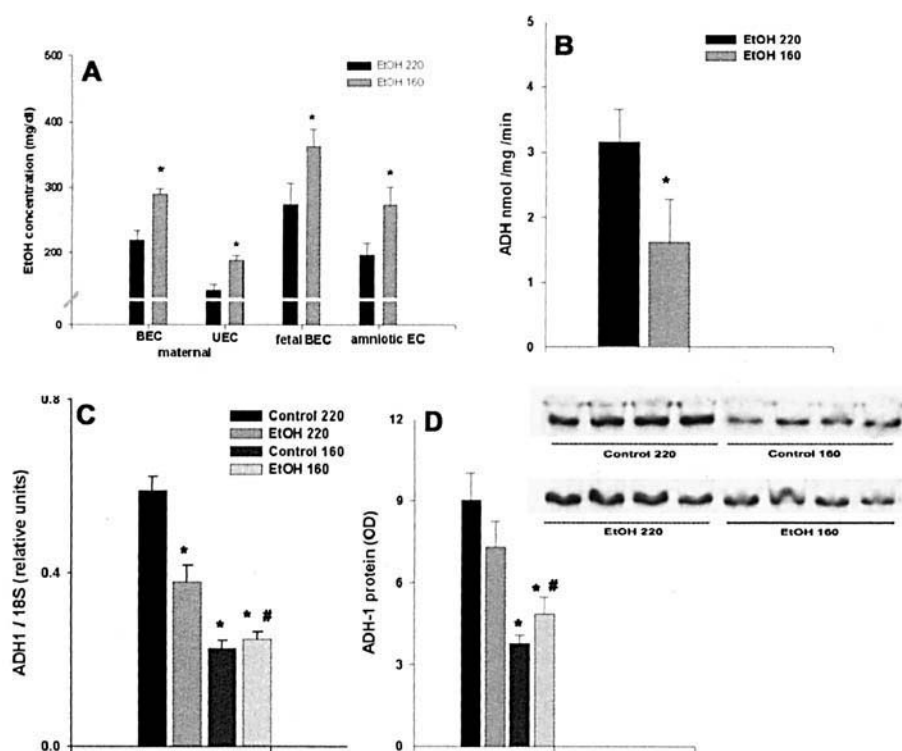 A
EtOH concentration (mg/dl)
500
400
300
200
0
EtOH 220
EtOH 160
*
*
*
*
BEC
UEC
fetal BEC
amniotic EC
maternal
B
EtOH 220
EtOH 160
ADH nmol /mg /min
5
4
3
2
1
0
*
C
ADH1 / 18S (relative units)
0.8
0.4
0.0
Control 220
EtOH 220
Control 160
EtOH 160
*
*
* #
D
ADH-1 protein (OD)
12
9
6
3
0
*
* #
Control 220
Control 160
EtOH 220
EtOH 160